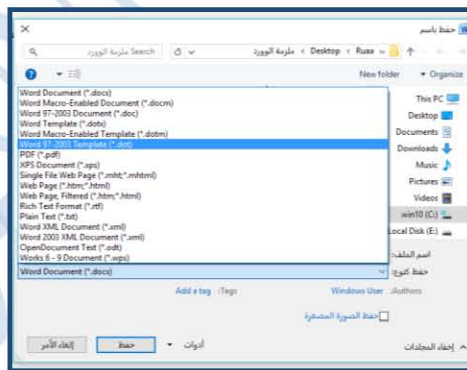 حفظ باسم
ملزمة الوورد › Desktop › Ruaa
Search ملزمة الوورد
Organize
New folder
This PC
Desktop
Documents
Downloads
Music
Pictures
Videos
win10 (C:)
Local Disk (E:)
Word Document (*.docx)
Word Macro-Enabled Document (*.docm)
Word 97-2003 Document (*.doc)
Word Template (*.dotx)
Word Macro-Enabled Template (*.dotm)
Word 97-2003 Template (*.dot)
PDF (*.pdf)
XPS Document (*.xps)
Single File Web Page (*.mht;*.mhtml)
Web Page (*.htm;*.html)
Web Page, Filtered (*.htm;*.html)
Rich Text Format (*.rtf)
Plain Text (*.txt)
Word XML Document (*.xml)
Word 2003 XML Document (*.xml)
OpenDocument Text (*.odt)
Works 6 - 9 Document (*.wps)
اسم الملف:
حفظ كنوع: Word Document (*.docx)
Authors: Windows User
Tags: Add a tag
حفظ الصورة المصغرة
إخفاء المجلدات
أدوات
حفظ
إلغاء الأمر